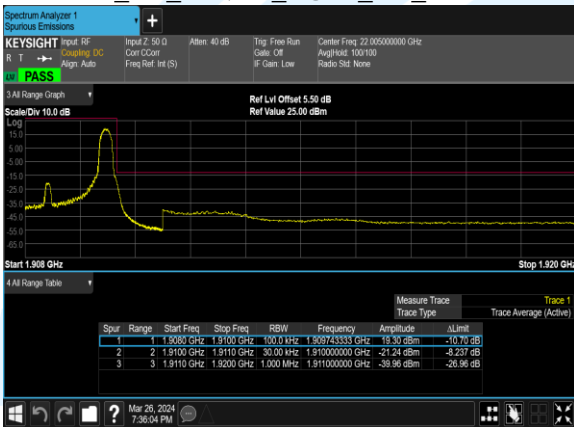 Spectrum Analyzer 1
Spurious Emissions
KEYSIGHT Input: RF Input Z: 50 Ω Atten: 40 dB Trig: Free Run Center Freq: 22.005000000 GHz
R T Coupling: DC Corr CCorr Gate: Off Avg|Hold: 100/100
Align: Auto Freq Ref: Int (S) IF Gain: Low Radio Std: None
LW PASS
3 All Range Graph
Ref Lvl Offset 5.50 dB
Scale/Div 10.0 dB Ref Value 25.00 dBm
Log
15.0
5.00
-5.00
-15.0
-25.0
-35.0
-45.0
-55.0
-65.0
Start 1.908 GHz Stop 1.920 GHz
4 All Range Table
Measure Trace Trace 1
Trace Type Trace Average (Active)
Spur Range Start Freq Stop Freq RBW Frequency Amplitude ΔLimit
1 1 1.9080 GHz 1.9100 GHz 100.0 kHz 1.909743333 GHz 19.30 dBm -10.70 dB
2 2 1.9100 GHz 1.9110 GHz 30.00 kHz 1.910000000 GHz -21.24 dBm -8.237 dB
3 3 1.9110 GHz 1.9200 GHz 1.000 MHz 1.911000000 GHz -39.96 dBm -26.96 dB
? Mar 26, 2024
7:36:04 PM